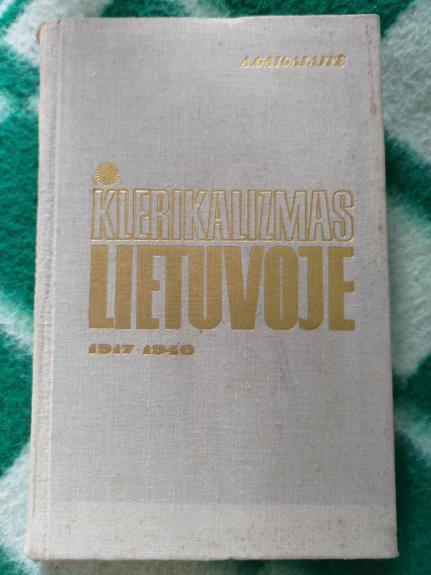 A.GAIGALAITĖ
KLERIKALIZMAS
LIETUVOJE
1917-1940